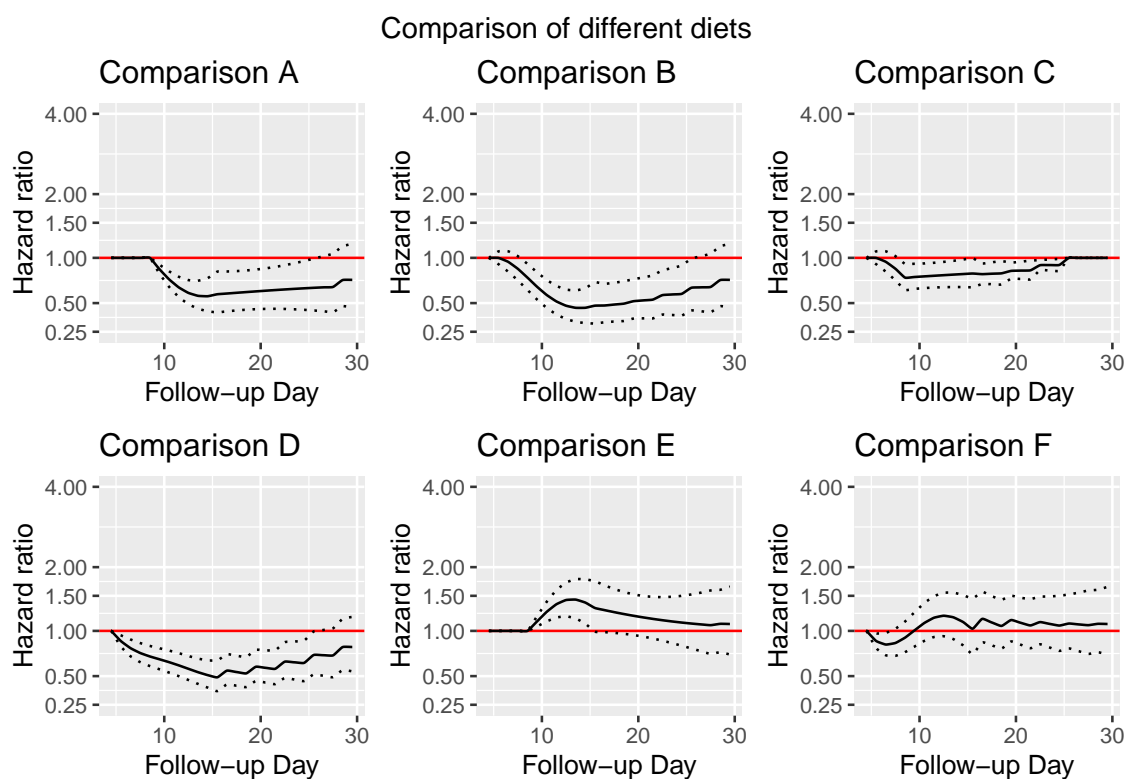 Comparison of different diets
Comparison A
Comparison B
Comparison C
4.00
2.00
1.50
1.00
0.50
0.25
Hazard ratio
10
20
30
Follow−up Day
4.00
2.00
1.50
1.00
0.50
0.25
Hazard ratio
10
20
30
Follow−up Day
4.00
2.00
1.50
1.00
0.50
0.25
Hazard ratio
10
20
30
Follow−up Day
Comparison D
Comparison E
Comparison F
4.00
2.00
1.50
1.00
0.50
0.25
Hazard ratio
10
20
30
Follow−up Day
4.00
2.00
1.50
1.00
0.50
0.25
Hazard ratio
10
20
30
Follow−up Day
4.00
2.00
1.50
1.00
0.50
0.25
Hazard ratio
10
20
30
Follow−up Day